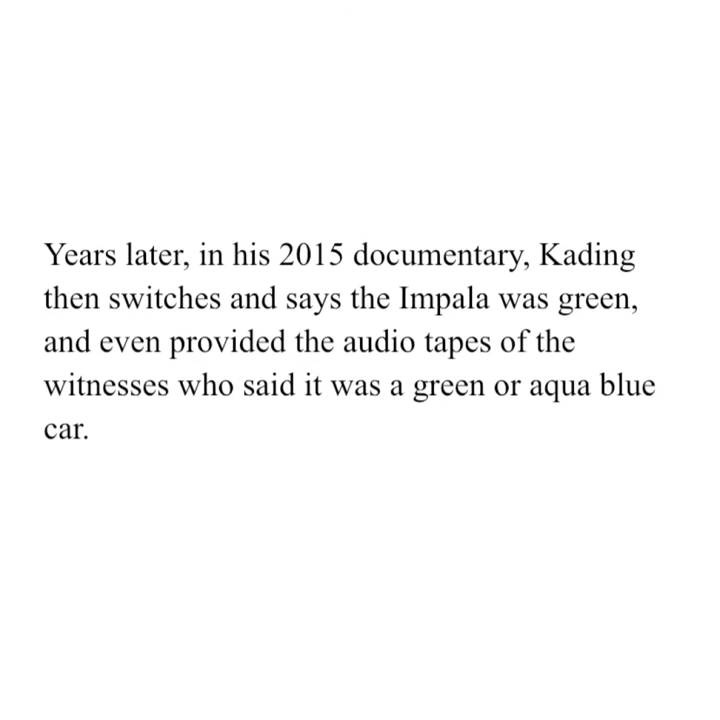 Years later, in his 2015 documentary, Kading
then switches and says the Impala was green,
and even provided the audio tapes of the
witnesses who said it was a green or aqua blue
car.